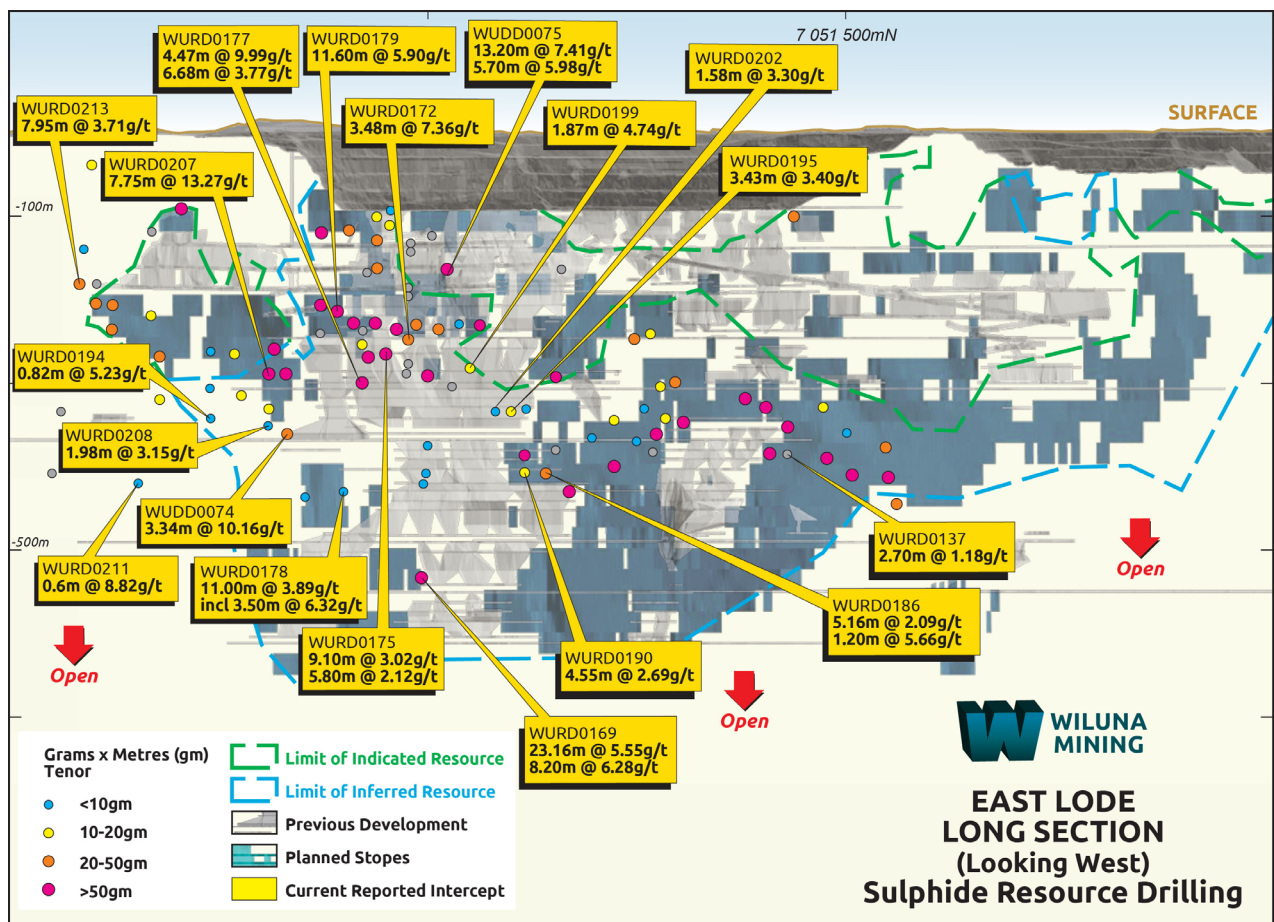 7 051 500mN
WURD0177
4.47m @ 9.99g/t
6.68m @ 3.77g/t
WURD0179
11.60m @ 5.90g/t
WUDD0075
13.20m @ 7.41g/t
5.70m @ 5.98g/t
WURD0202
1.58m @ 3.30g/t
WURD0213
7.95m @ 3.71g/t
WURD0172
3.48m @ 7.36g/t
WURD0199
1.87m @ 4.74g/t
SURFACE
WURD0207
7.75m @ 13.27g/t
WURD0195
3.43m @ 3.40g/t
-100m
WURD0194
0.82m @ 5.23g/t
WURD0208
1.98m @ 3.15g/t
WUDD0074
3.34m @ 10.16g/t
-500m
WURD0137
2.70m @ 1.18g/t
WURD0211
0.6m @ 8.82g/t
WURD0178
11.00m @ 3.89g/t
incl 3.50m @ 6.32g/t
Open
WURD0186
5.16m @ 2.09g/t
1.20m @ 5.66g/t
WURD0175
9.10m @ 3.02g/t
5.80m @ 2.12g/t
WURD0190
4.55m @ 2.69g/t
Open
Open
WURD0169
23.16m @ 5.55g/t
8.20m @ 6.28g/t
WILUNA
MINING
Grams x Metres (gm)
Tenor
<10gm
10-20gm
20-50gm
>50gm
Limit of Indicated Resource
Limit of Inferred Resource
Previous Development
Planned Stopes
Current Reported Intercept
EAST LODE
LONG SECTION
(Looking West)
Sulphide Resource Drilling